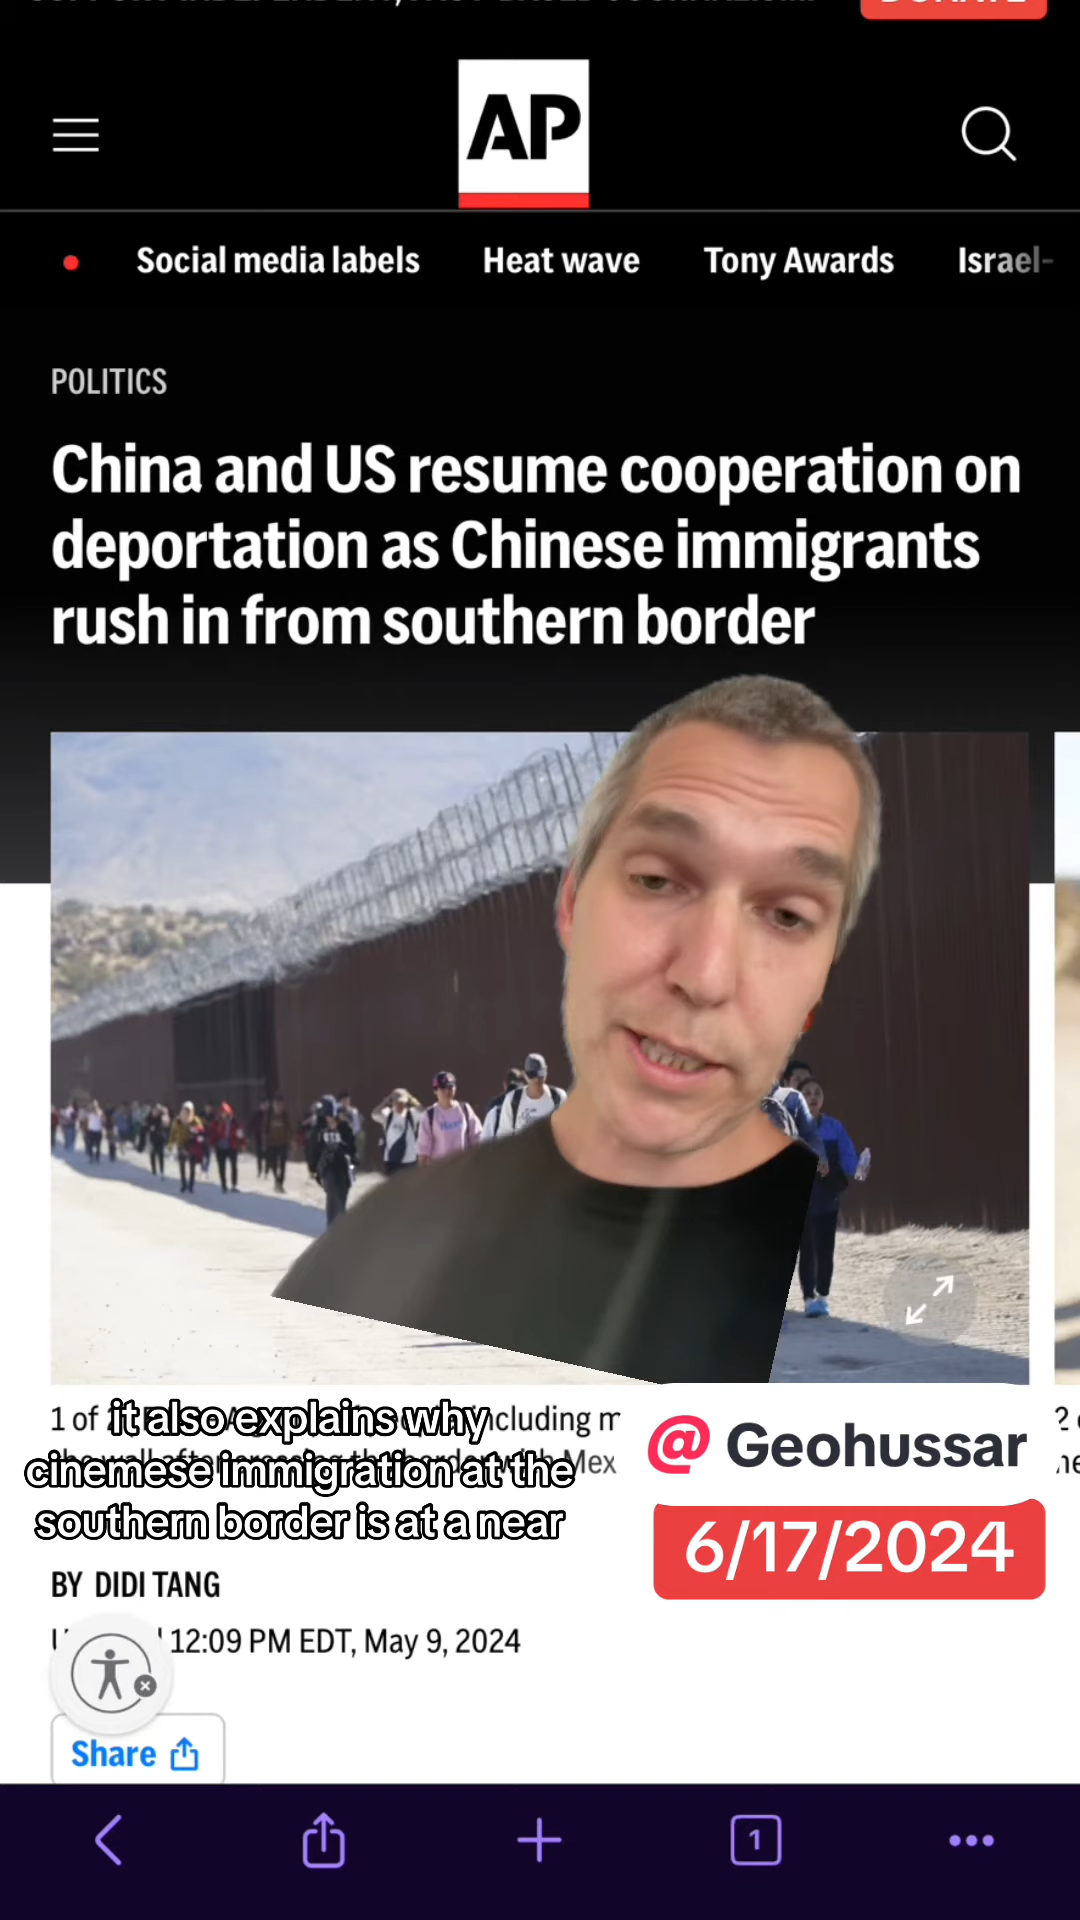 AP
Social media labels Heat wave Tony Awards Israel-
POLITICS
China and US resume cooperation on
deportation as Chinese immigrants
rush in from southern border
1 of 2 including m
it also explains why
cinemese immigration at the
southern border is at a near
@ Geohussar
6/17/2024
BY DIDI TANG
12:09 PM EDT, May 9, 2024
Share
1